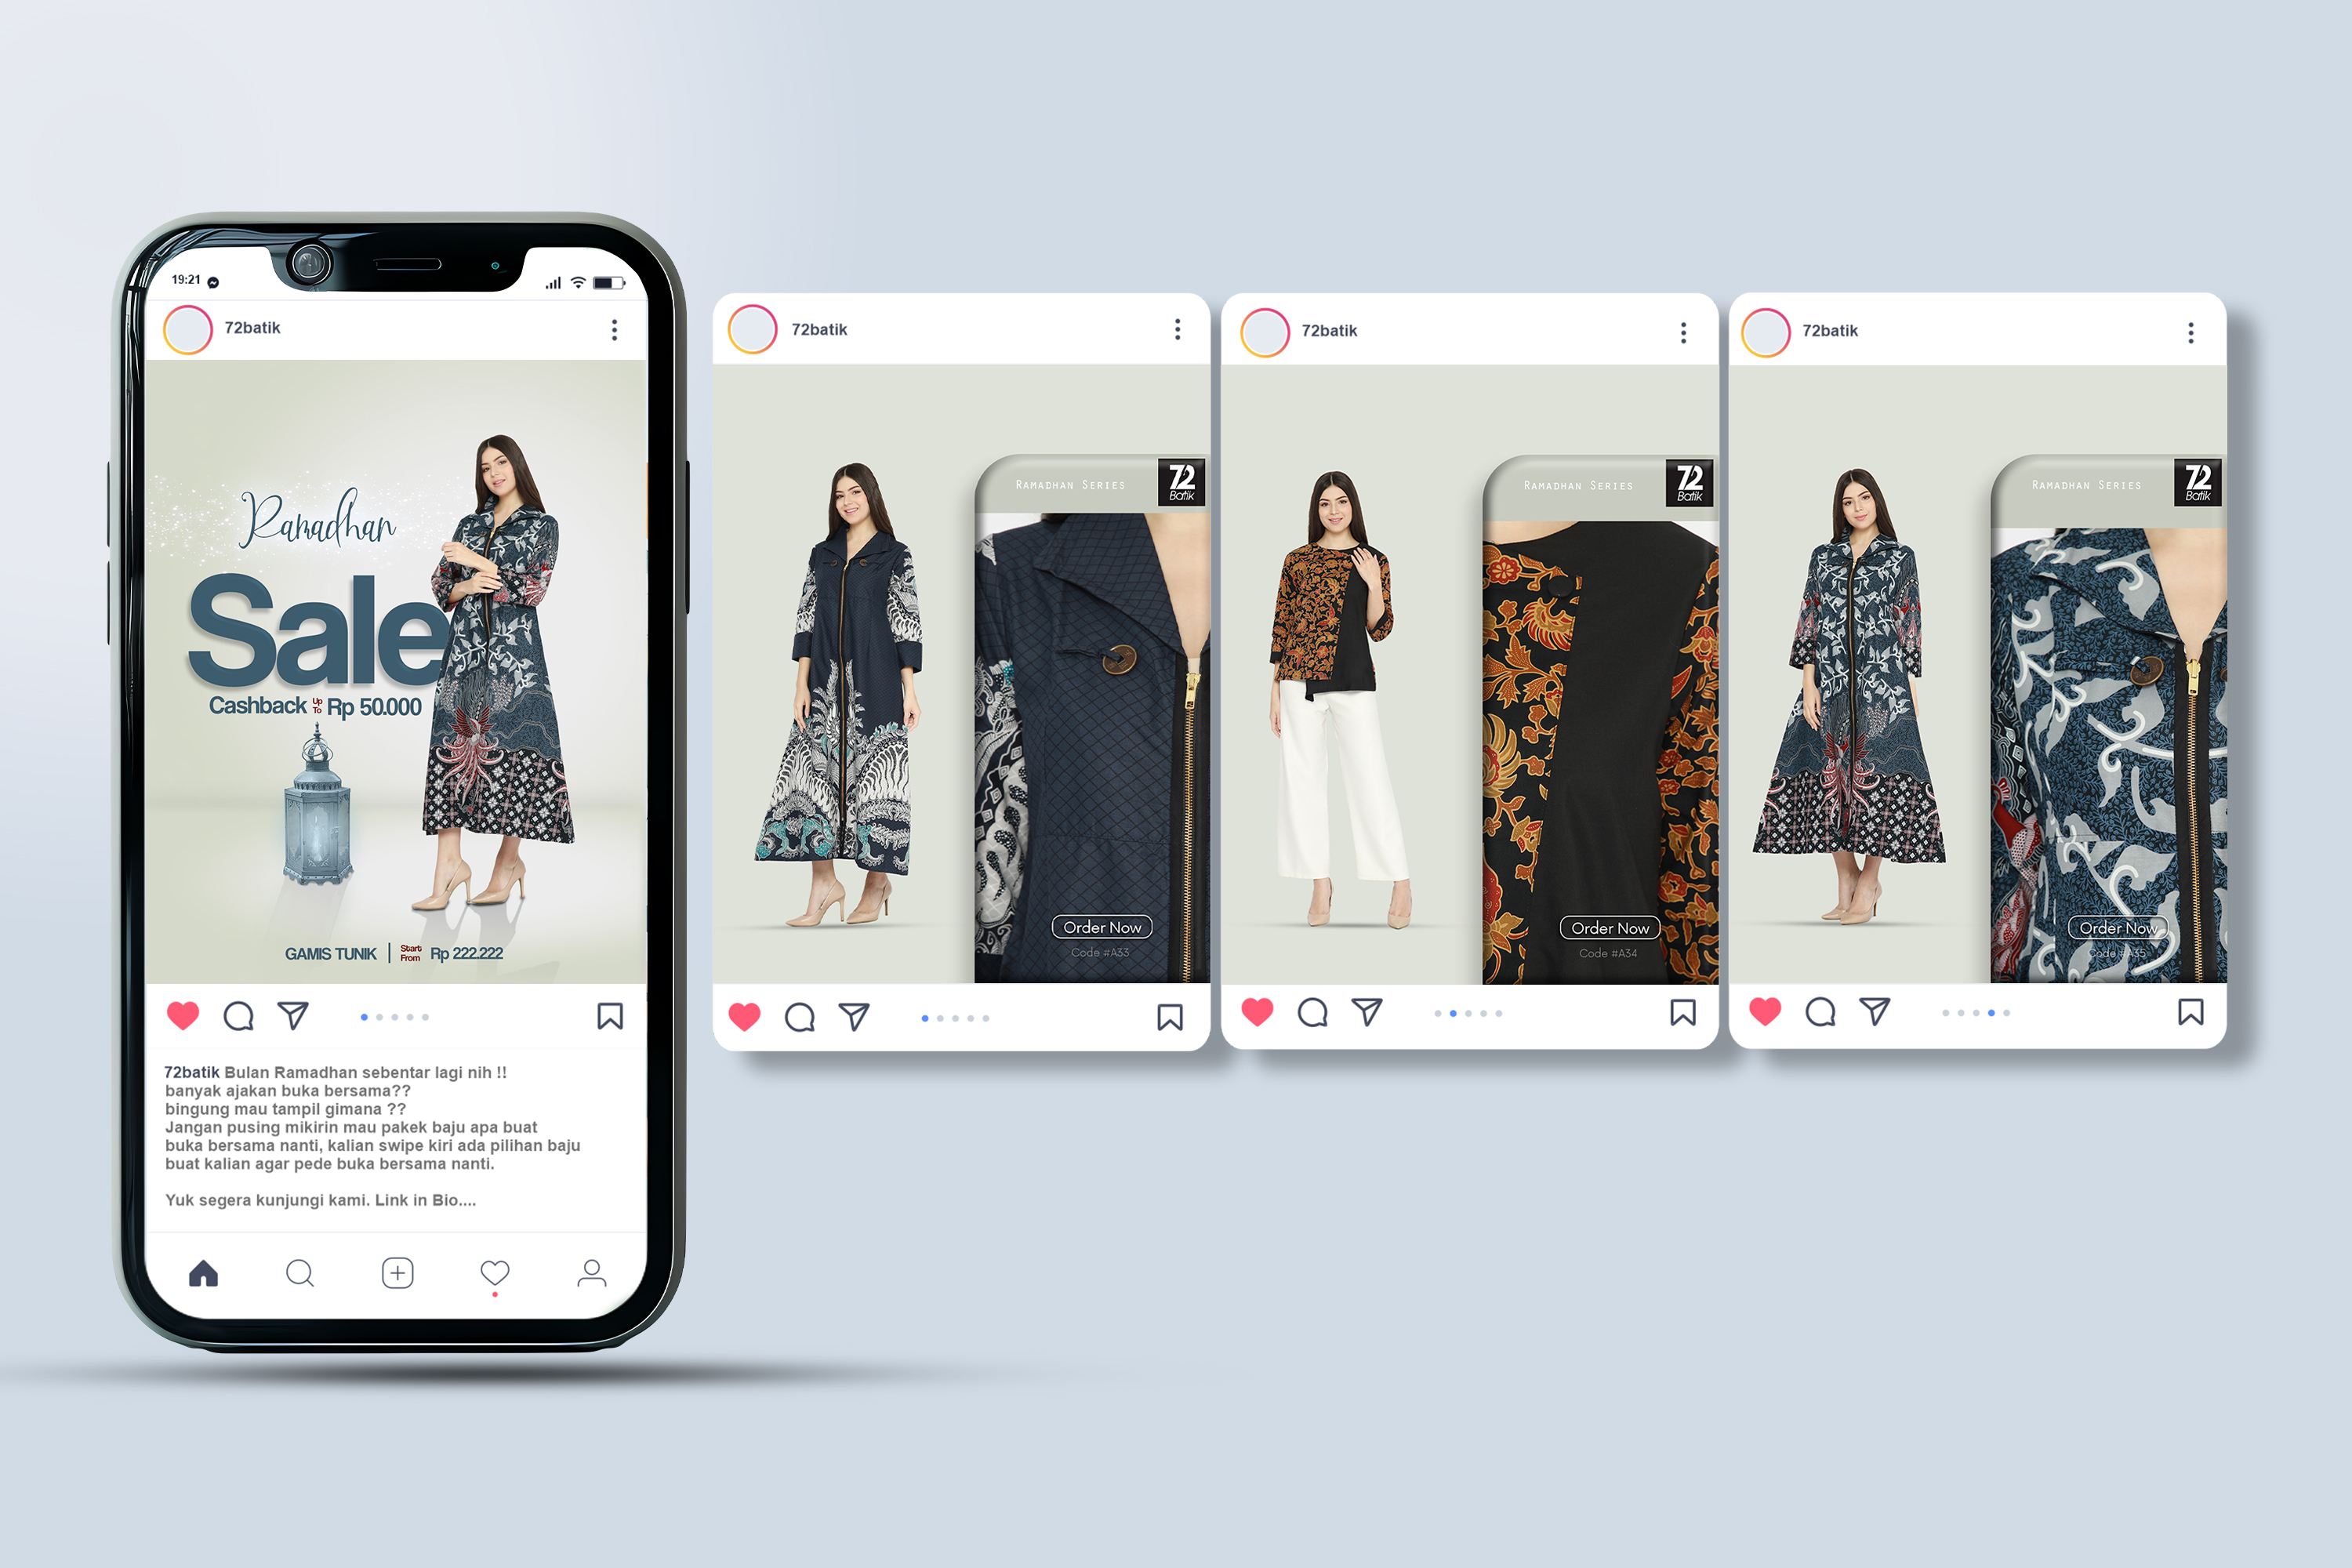 19:21
72batik
Ramadhan
Sale
Cashback Up To Rp 50.000
GAMIS TUNIK | Start From Rp 222.222
72batik Bulan Ramadhan sebentar lagi nih !!
banyak ajakan buka bersama??
bingung mau tampil gimana ??
Jangan pusing mikirin mau pakek baju apa buat
buka bersama nanti, kalian swipe kiri ada pilihan baju
buat kalian agar pede buka bersama nanti.
Yuk segera kunjungi kami. Link in Bio....
72batik
Ramadhan Series
72
Batik
Order Now
Code #A33
72batik
Ramadhan Series
72
Batik
Order Now
Code #A34
72batik
Ramadhan Series
72
Batik
Order Now
Code #A35